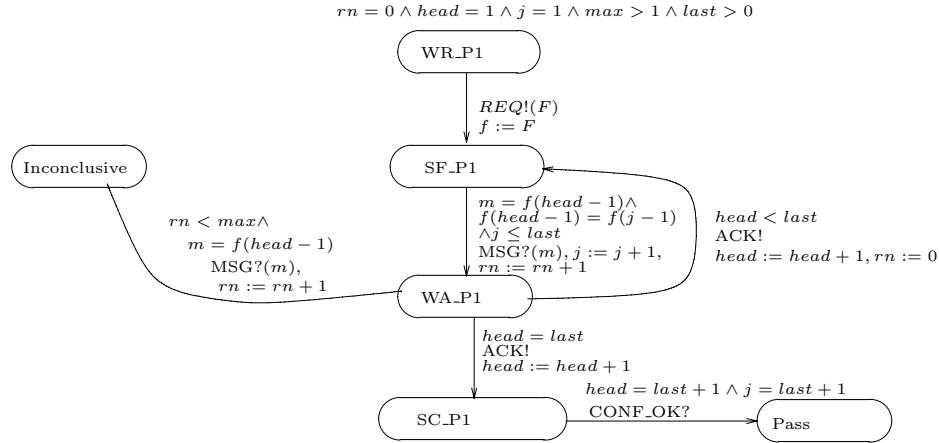 rn = 0 ∧ head = 1 ∧ j = 1 ∧ max > 1 ∧ last > 0
WR_P1
REQ!(F)
f := F
Inconclusive
SF_P1
m = f(head − 1)∧
f(head − 1) = f(j − 1)
∧j ≤ last
MSG?(m), j := j + 1,
rn := rn + 1
head < last
ACK!
head := head + 1, rn := 0
rn < max∧
m = f(head − 1)
MSG?(m),
rn := rn + 1
WA_P1
head = last
ACK!
head := head + 1
head = last + 1 ∧ j = last + 1
CONF_OK?
SC_P1
Pass